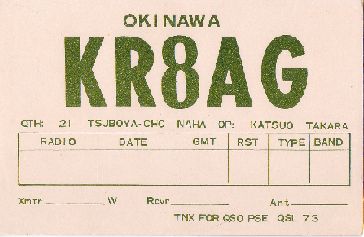 OKINAWA
KR8AG
QTH: 21 TSUBOYA-CHO NAHA OP: KATSUO TAKARA
RADIO DATE GMT RST TYPE BAND
Xmtr W Rcvr Ant
TNX FOR QSO PSE QSL 73